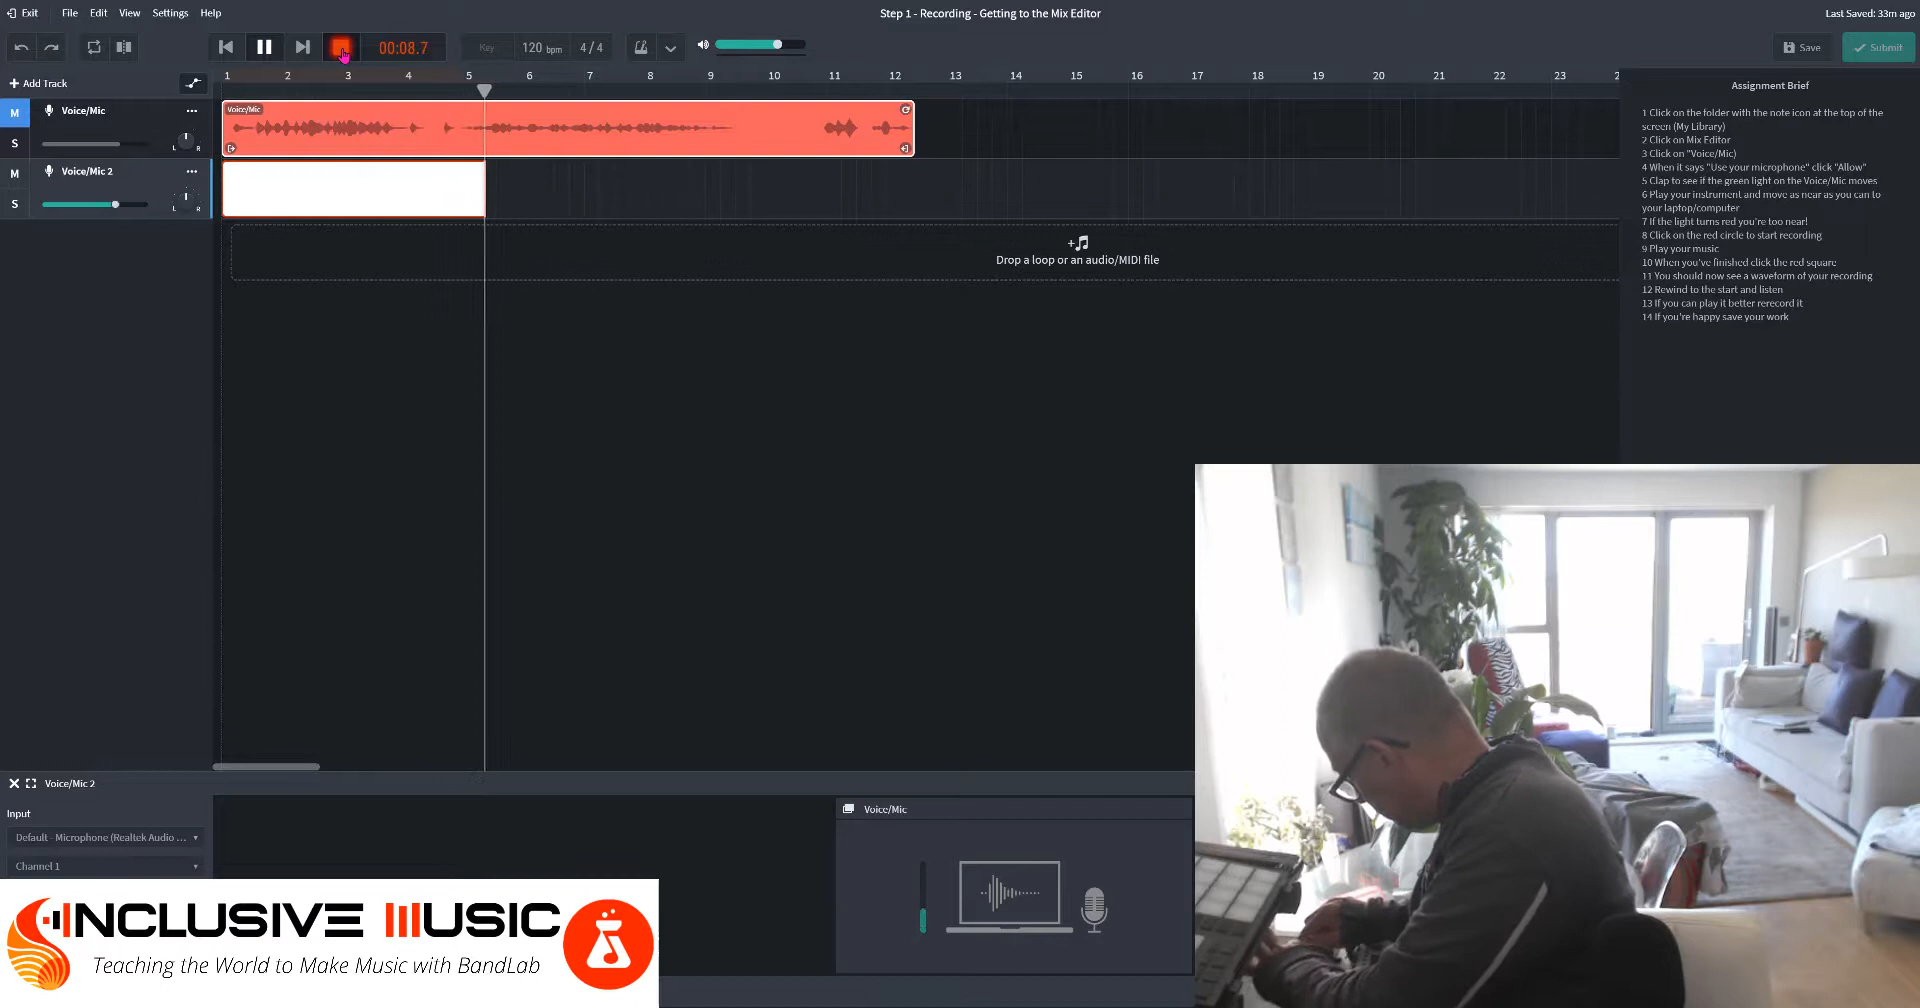 Exit File Edit View Settings Help
Step 1 - Recording - Getting to the Mix Editor
Last Saved: 33m ago
00:08.7
Key 120 bpm 4 / 4
Save
Submit
+ Add Track
1 2 3 4 5 6 7 8 9 10 11 12 13 14 15 16 17 18 19 20 21 22 23 2
Assignment Brief
M Voice/Mic
S
L R
M Voice/Mic 2
S
L R
Voice/Mic
1 Click on the folder with the note icon at the top of the
screen (My Library)
2 Click on Mix Editor
3 Click on "Voice/Mic)
4 When it says "Use your microphone" click "Allow"
5 Clap to see if the green light on the Voice/Mic moves
6 Play your instrument and move as near as you can to
your laptop/computer
7 If the light turns red you're too near!
8 Click on the red circle to start recording
9 Play your music
10 When you've finished click the red square
11 You should now see a waveform of your recording
12 Rewind to the start and listen
13 If you can play it better rerecord it
14 If you're happy save your work
Drop a loop or an audio/MIDI file
Voice/Mic 2
Input
Default - Microphone (Realtek Audio ...
Channel 1
Voice/Mic
INCLUSIVE MUSIC
Teaching the World to Make Music with BandLab